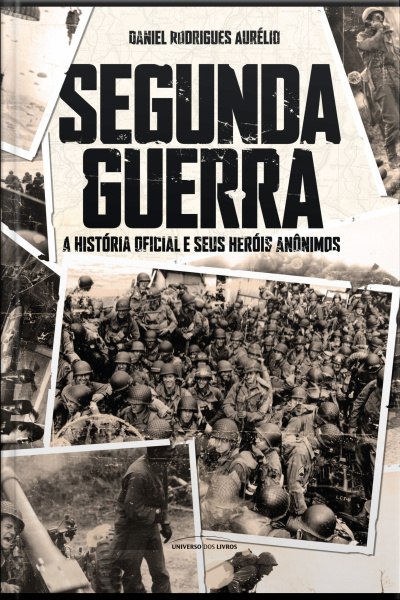 DANIEL RODRIGUES AURÉLIO
SEGUNDA
GUERRA
A HISTÓRIA OFICIAL E SEUS HERÓIS ANÔNIMOS
UNIVERSO DOS LIVROS